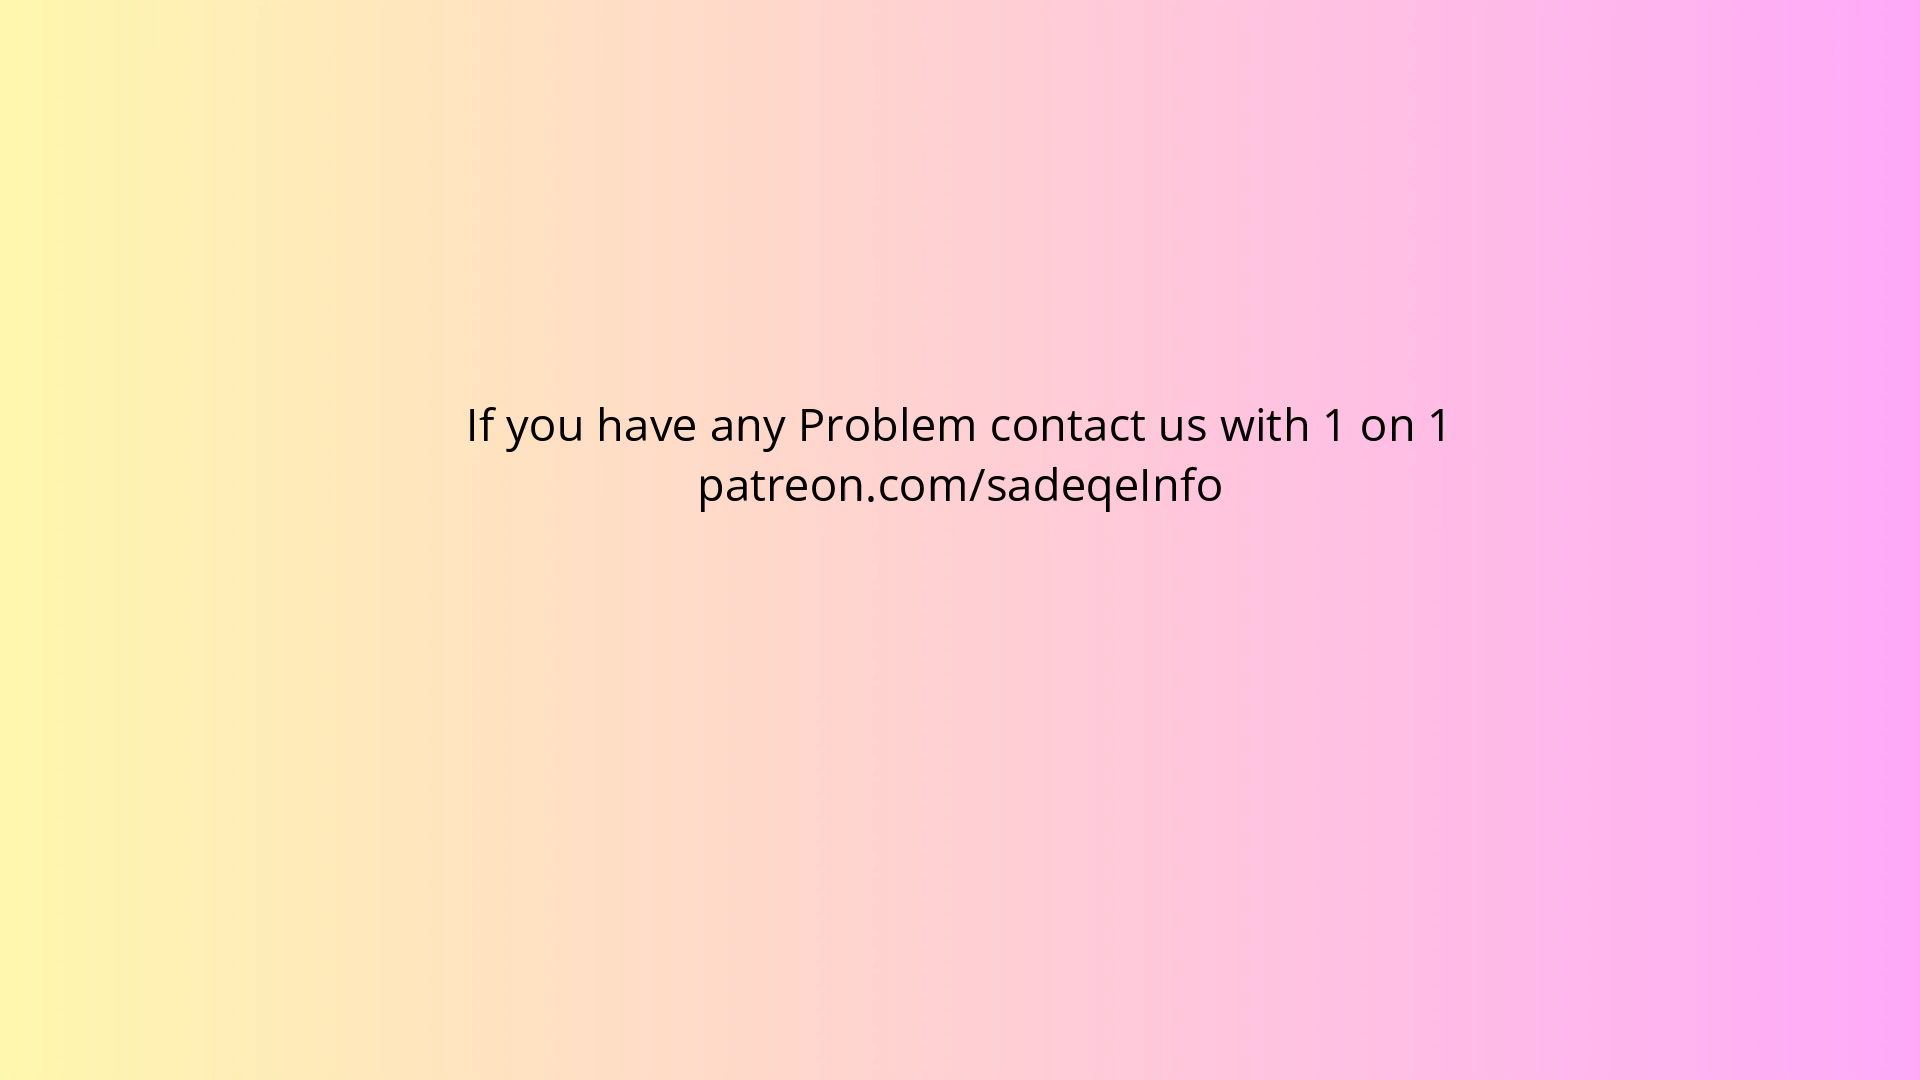 If you have any Problem contact us with 1 on 1
patreon.com/sadeqeInfo